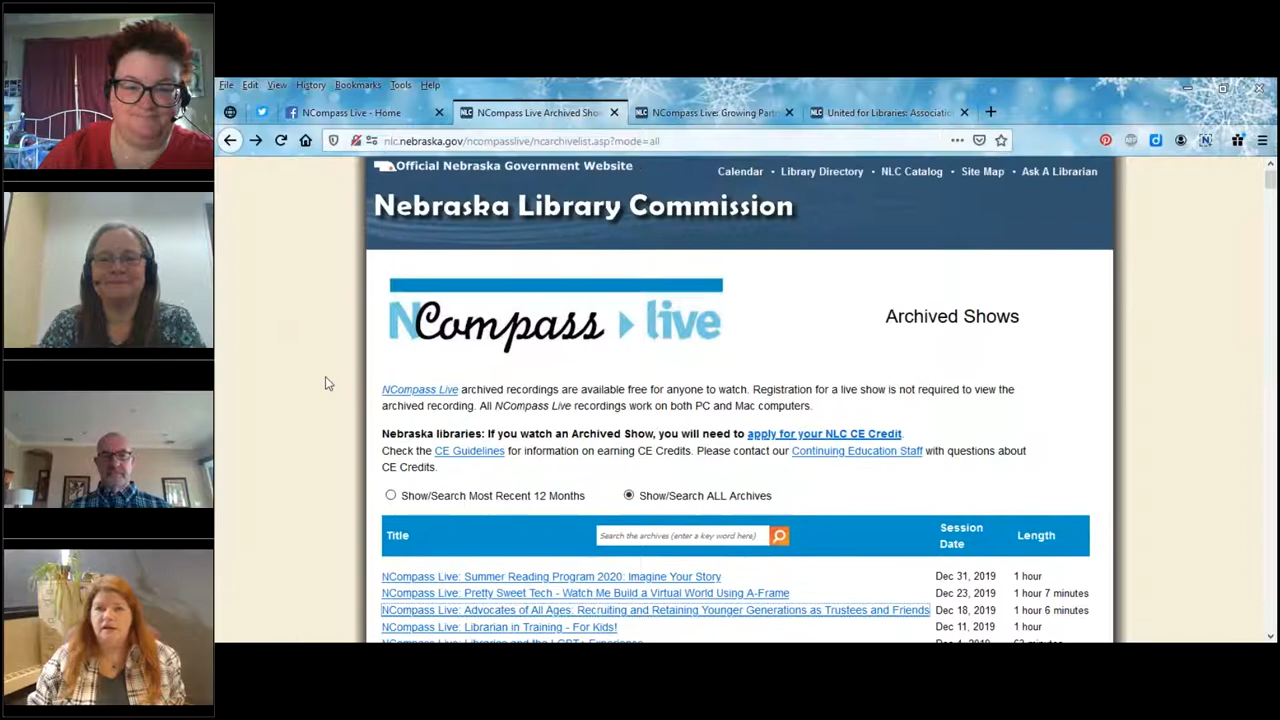 File Edit View History Bookmarks Tools Help
NCompass Live - Home
NCompass Live Archived Sho
NCompass Live: Growing Part
United for Libraries: Associati
nlc.nebraska.gov/ncompasslive/ncarchivelist.asp?mode=all
Official Nebraska Government Website
Calendar • Library Directory • NLC Catalog • Site Map • Ask A Librarian
Nebraska Library Commission
NCompass live
Archived Shows
NCompass Live archived recordings are available free for anyone to watch. Registration for a live show is not required to view the
archived recording. All NCompass Live recordings work on both PC and Mac computers.
Nebraska libraries: If you watch an Archived Show, you will need to apply for your NLC CE Credit.
Check the CE Guidelines for information on earning CE Credits. Please contact our Continuing Education Staff with questions about
CE Credits.
Show/Search Most Recent 12 Months Show/Search ALL Archives
Title Search the archives (enter a key word here) Session Date Length
NCompass Live: Summer Reading Program 2020: Imagine Your Story Dec 31, 2019 1 hour
NCompass Live: Pretty Sweet Tech - Watch Me Build a Virtual World Using A-Frame Dec 23, 2019 1 hour 7 minutes
NCompass Live: Advocates of All Ages: Recruiting and Retaining Younger Generations as Trustees and Friends Dec 18, 2019 1 hour 6 minutes
NCompass Live: Librarian in Training - For Kids! Dec 11, 2019 1 hour